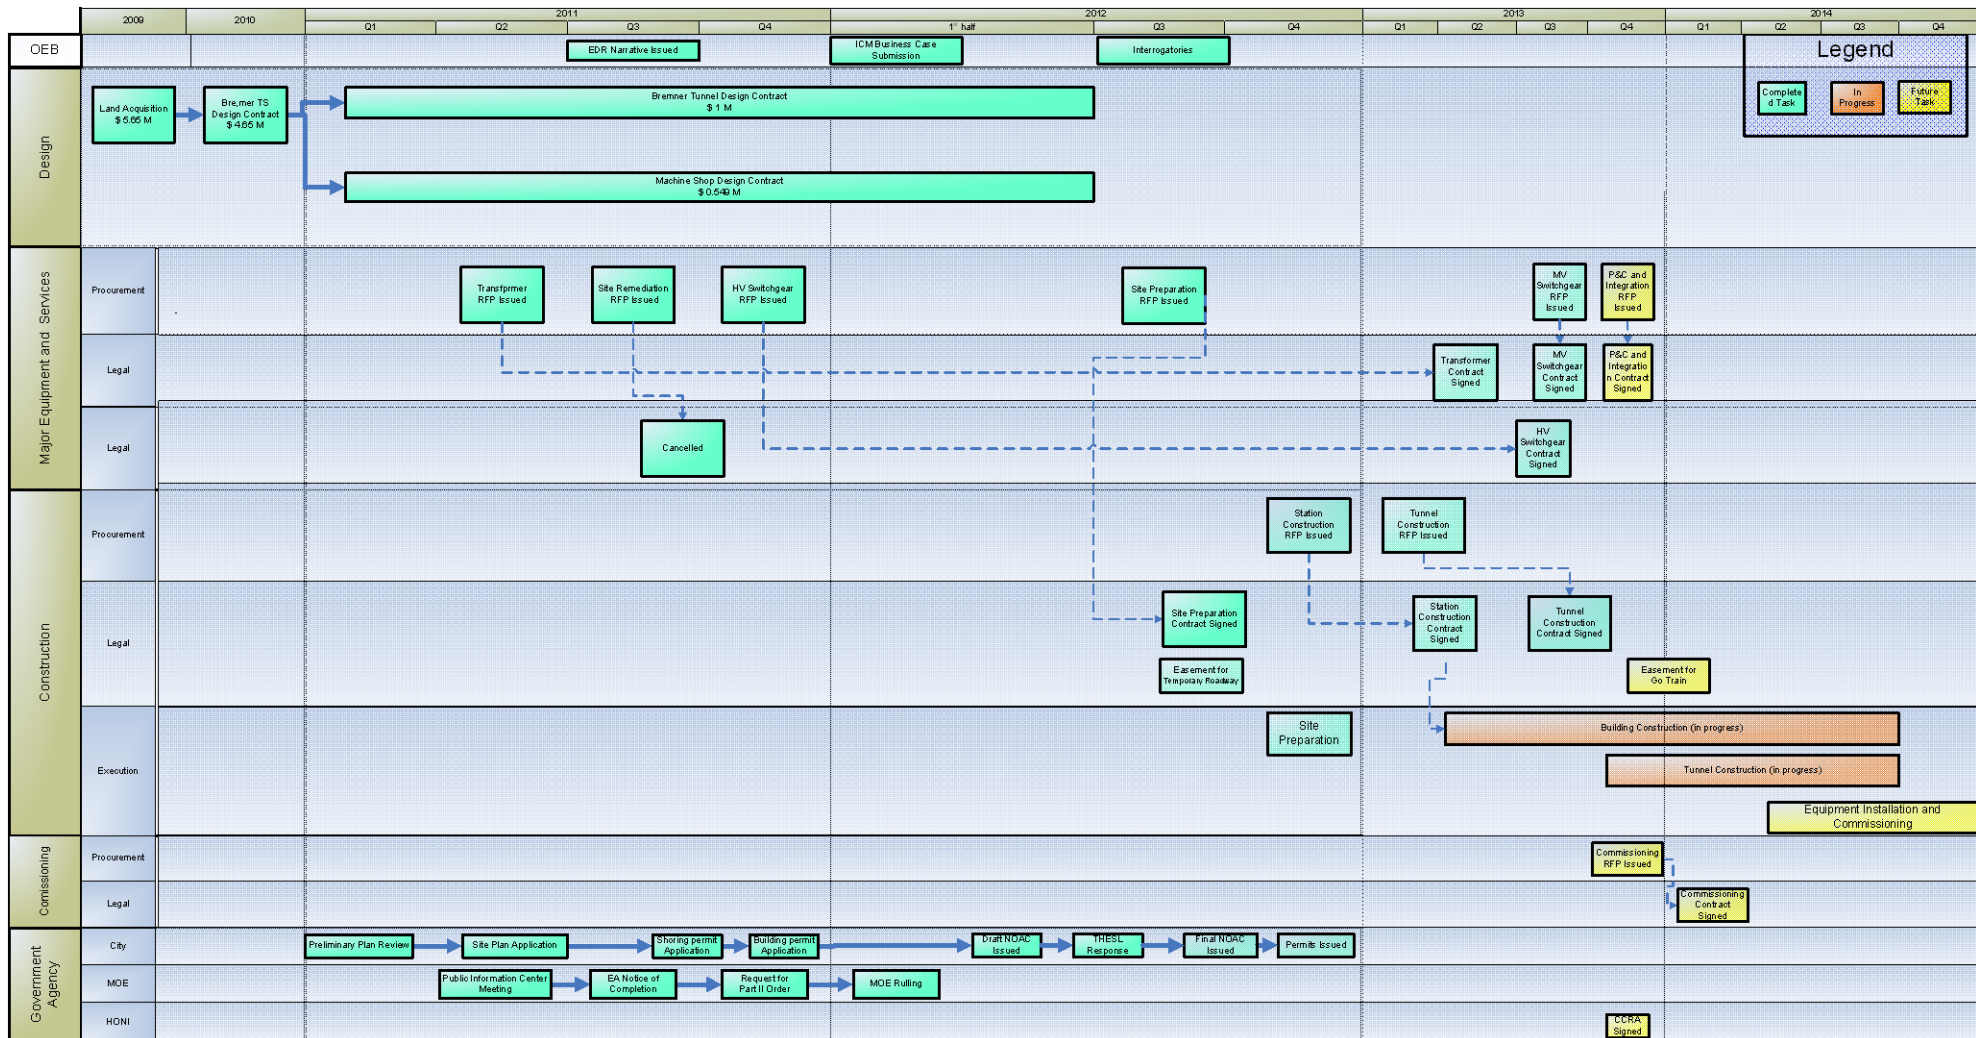 2009
2010
2011
2012
2013
2014
Q1
Q2
Q3
Q4
1st half
Q3
Q4
Q1
Q2
Q3
Q4
Q1
Q2
Q3
Q4
OEB
EDR Narrative Issued
ICM Business Case
Submission
Interrogatories
Legend
Complete
d Task
In
Progress
Future
Task
Design
Land Acquisition
$ 5.65 M
Bre,mer TS
Design Contract
$ 4.65 M
Bremner Tunnel Design Contract
$ 1 M
Machine Shop Design Contract
$ 0.549 M
Major Equipment and Services
Procurement
Transfprmer
RFP Issued
Site Remediation
RFP Issued
HV Switchgear
RFP Issued
Site Preparation
RFP Issued
MV
Switchgear
RFP
Issued
P&C and
Integration
RFP
Issued
Legal
Transformer
Contract
Signed
MV
Switchgear
Contract
Signed
P&C and
Integratio
n Contract
Signed
Legal
Cancelled
HV
Switchgear
Contract
Signed
Construction
Procurement
Station
Construction
RFP Issued
Tunnel
Construction
RFP Issued
Legal
Site Preparation
Contract Signed
Station
Construction
Contract
Signed
Tunnel
Construction
Contract Signed
Easement for
Temporary Roadway
Easement for
Go Train
Execution
Site
Preparation
Building Construction (in progress)
Tunnel Construction (in progress)
Equipment Installation and
Commissioning
Comissioning
Procurement
Commissioning
RFP Issued
Legal
Commissioning
Contract
Signed
Government
Agency
City
Preliminary Plan Review
Site Plan Application
Shoring permit
Application
Building permit
Application
Draft NOAC
Issued
THESL
Response
Final NOAC
Issued
Permits Issued
MOE
Public Information Center
Meeting
EA Notice of
Completion
Request for
Part II Order
MOE Rulling
HONI
CCRA
Signed